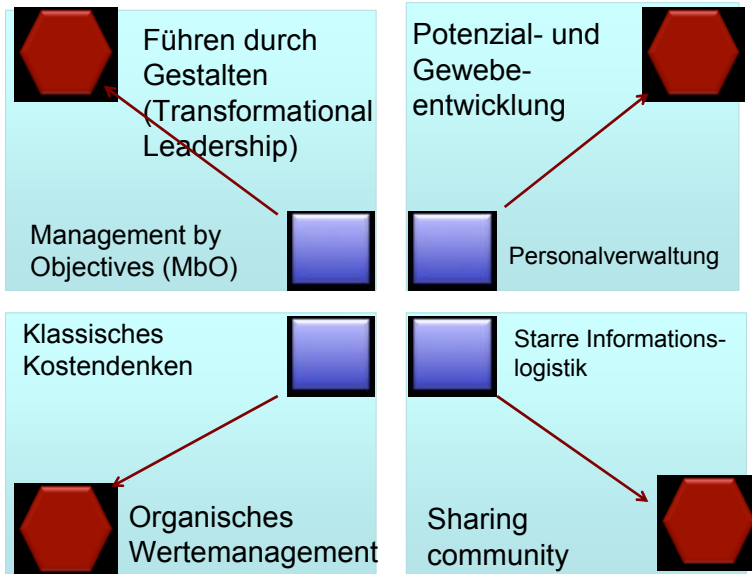 Führen durch
Gestalten
(Transformational
Leadership)
Management by
Objectives (MbO)
Potenzial- und
Gewebe-
entwicklung
Personalverwaltung
Klassisches
Kostendenken
Organisches
Wertemanagement
Starre Informations-
logistik
Sharing
community